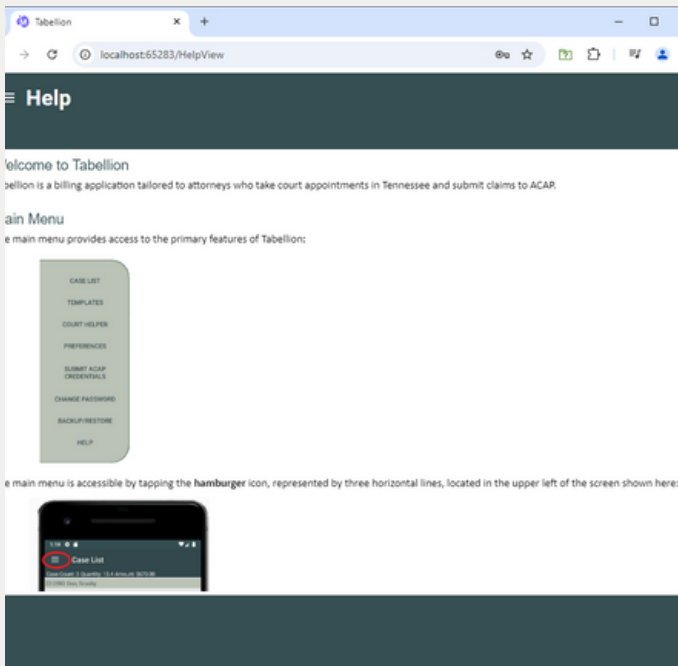 Tabellion
localhost:65283/HelpView
Help
elcome to Tabellion
bellion is a billing application tailored to attorneys who take court appointments in Tennessee and submit claims to ACAP.
ain Menu
e main menu provides access to the primary features of Tabellion:
CASE LIST
TEMPLATES
COURT HELPER
PREFERENCES
SUBMIT ACAP
CREDENTIALS
CHANGE PASSWORD
BACKUP/RESTORE
HELP
e main menu is accessible by tapping the hamburger icon, represented by three horizontal lines, located in the upper left of the screen shown here:
Case List